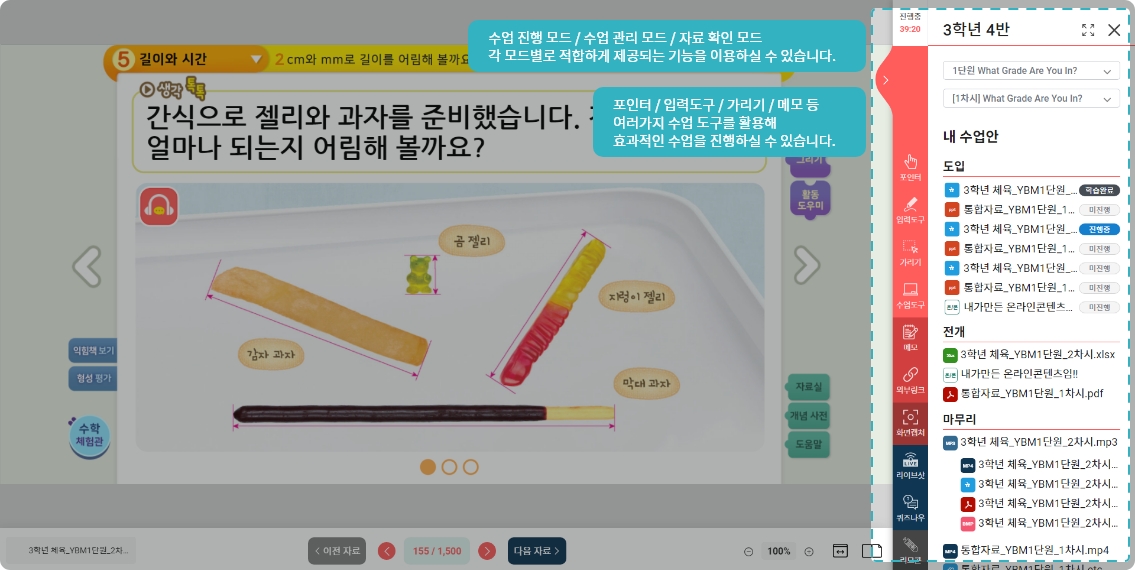 수업 진행 모드 / 수업 관리 모드 / 자료 확인 모드
각 모드별로 적합하게 제공되는 기능을 이용하실 수 있습니다.
포인터 / 입력도구 / 가리기 / 메모 등
여러가지 수업 도구를 활용해
효과적인 수업을 진행하실 수 있습니다.
5 길이와 시간
2 cm와 mm로 길이를 어림해 볼까요
생각 톡톡
간식으로 젤리와 과자를 준비했습니다.
얼마나 되는지 어림해 볼까요?
곰 젤리
지렁이 젤리
감자 과자
막대 과자
익힘책 보기
형성 평가
수학
체험관
그리기
활동
도우미
자료실
개념 사전
도움말
3학년 체육_YBM1단원_2차...
이전 자료
155 / 1,500
다음 자료
100%
진행중
39:20
포인터
입력도구
가리기
수업도구
메모
외부링크
화면캡쳐
LIVE
라이브샷
퀴즈나우
리모콘
3학년 4반
1단원 What Grade Are You In?
[1차시] What Grade Are You In?
내 수업안
도입
3학년 체육_YBM1단원_... 학습완료
통합자료_YBM1단원_1... 미진행
3학년 체육_YBM1단원_... 진행중
통합자료_YBM1단원_1... 미진행
3학년 체육_YBM1단원_... 미진행
통합자료_YBM1단원_1... 미진행
내가만든 온라인콘텐츠... 미진행
전개
3학년 체육_YBM1단원_2차시.xlsx
내가만든 온라인콘텐츠임!!
통합자료_YBM1단원_1차시.pdf
마무리
MP3 3학년 체육_YBM1단원_2차시.mp3
MP4 3학년 체육_YBM1단원_2차시...
3학년 체육_YBM1단원_2차시...
3학년 체육_YBM1단원_2차시...
3학년 체육_YBM1단원_2차시...
MP4 통합자료_YBM1단원_1차시.mp4
통합자료_YBM1단원_1차시.etc